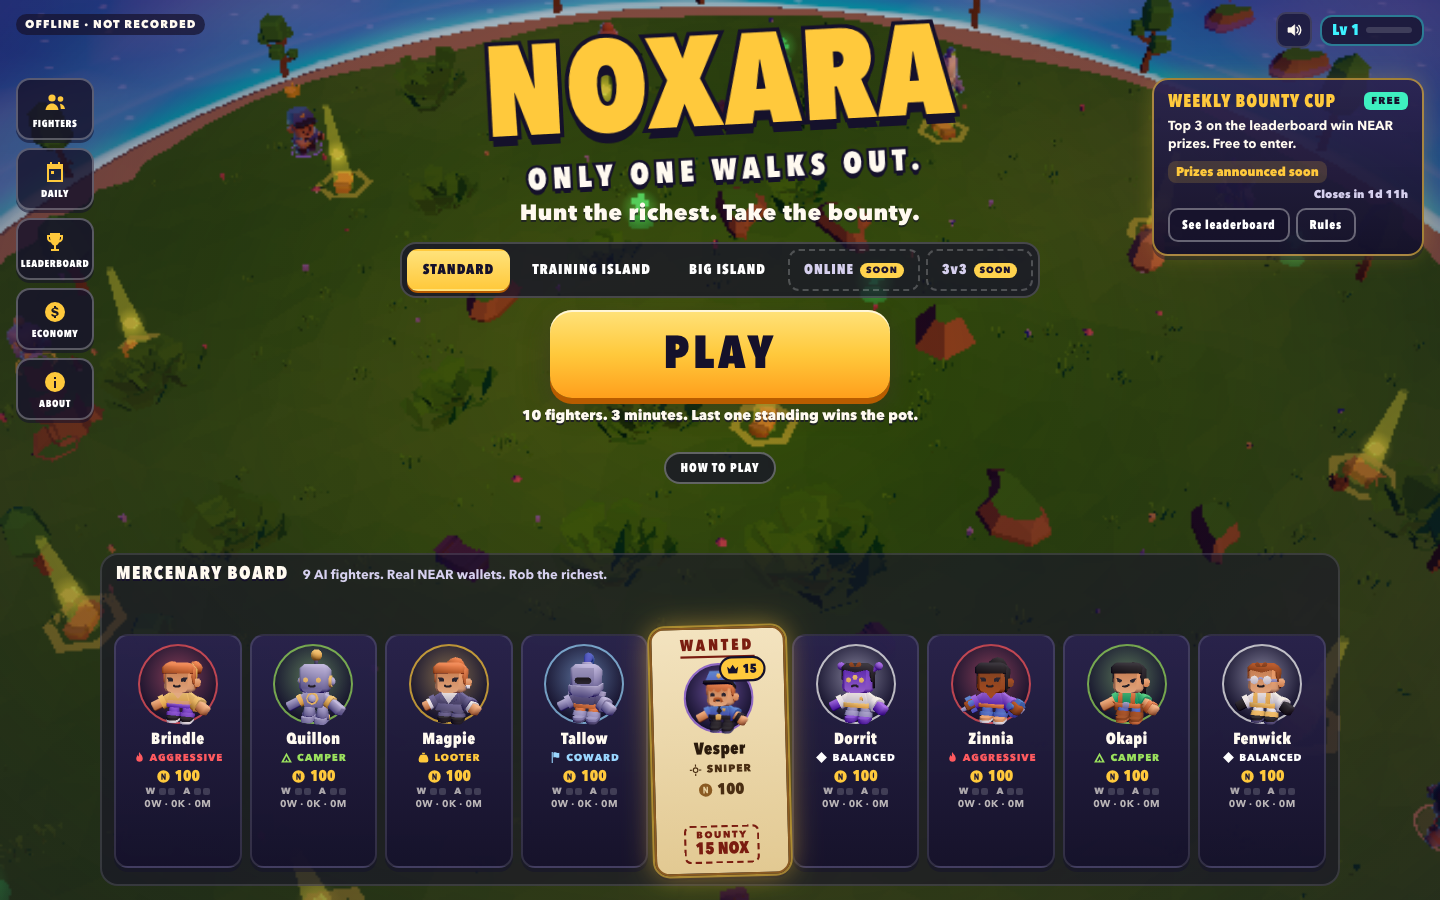 OFFLINE · NOT RECORDED
Lv 1
NOXARA
ONLY ONE WALKS OUT.
Hunt the richest. Take the bounty.
FIGHTERS
DAILY
LEADERBOARD
ECONOMY
ABOUT
WEEKLY BOUNTY CUP FREE
Top 3 on the leaderboard win NEAR
prizes. Free to enter.
Prizes announced soon
Closes in 1d 11h
See leaderboard Rules
STANDARD TRAINING ISLAND BIG ISLAND ONLINE SOON 3v3 SOON
PLAY
10 fighters. 3 minutes. Last one standing wins the pot.
HOW TO PLAY
MERCENARY BOARD 9 AI fighters. Real NEAR wallets. Rob the richest.
Brindle
AGGRESSIVE
N 100
W A
0W · 0K · 0M
Quillon
CAMPER
N 100
W A
0W · 0K · 0M
Magpie
LOOTER
N 100
W A
0W · 0K · 0M
Tallow
COWARD
N 100
W A
0W · 0K · 0M
WANTED
15
Vesper
SNIPER
N 100
BOUNTY
15 NOX
Dorrit
BALANCED
N 100
W A
0W · 0K · 0M
Zinnia
AGGRESSIVE
N 100
W A
0W · 0K · 0M
Okapi
CAMPER
N 100
W A
0W · 0K · 0M
Fenwick
BALANCED
N 100
W A
0W · 0K · 0M